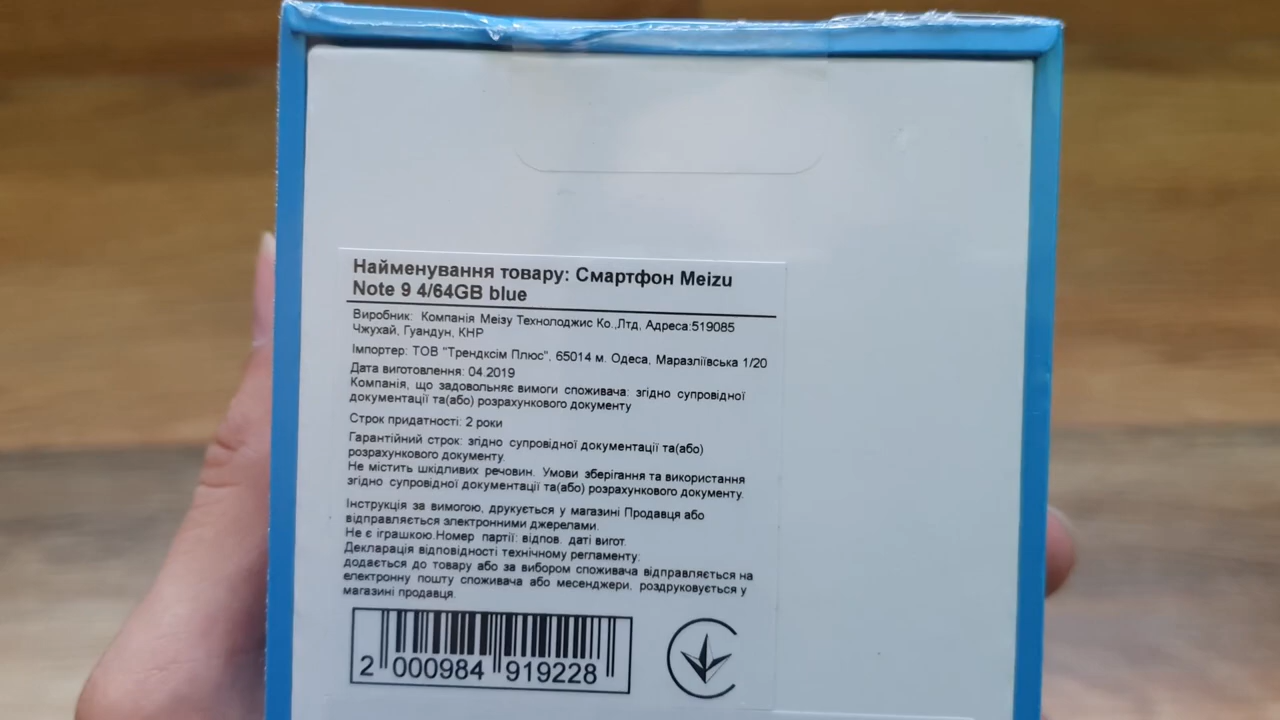 Найменування товару: Смартфон Meizu
Note 9 4/64GB blue
Виробник: Компанія Меізу Технолоджис Ко.,Лтд, Адреса:519085
Чжухай, Гуандун, КНР
Імпортер: ТОВ "Трендксім Плюс", 65014 м. Одеса, Маразліївська 1/20
Дата виготовлення: 04.2019
Компанія, що задовольняє вимоги споживача: згідно супровідної
документації та(або) розрахункового документу
Строк придатності: 2 роки
Гарантійний строк: згідно супровідної документації та(або)
розрахункового документу.
Не містить шкідливих речовин. Умови зберігання та використання
згідно супровідної документації та(або) розрахункового документу.
Інструкція за вимогою, друкується у магазині Продавця або
відправляється злектронними джерелами.
Не є іграшкою.Номер партії: відпов. даті вигот.
Декларація відповідності технічному регламенту:
додається до товару або за вибором споживача відправляється на
електронну пошту споживача або месенджери, роздруковується у
магазині продавця.
2 000984 919228